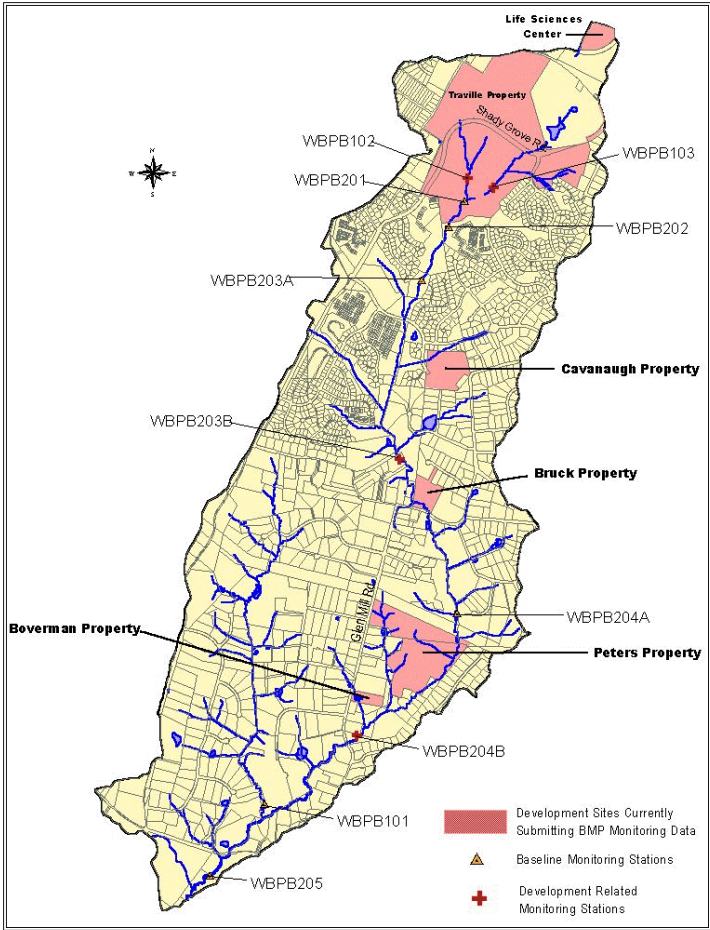 Life Sciences
Center
Traville Property
Shady Grove Rd
WBPB102
WBPB103
WBPB201
N
W
E
S
WBPB202
WBPB203A
Cavanaugh Property
WBPB203B
Bruck Property
Glen Mill Rd
WBPB204A
Boverman Property
Peters Property
WBPB204B
WBPB101
WBPB205
Development Sites Currently
Submitting BMP Monitoring Data
Baseline Monitoring Stations
Development Related
Monitoring Stations